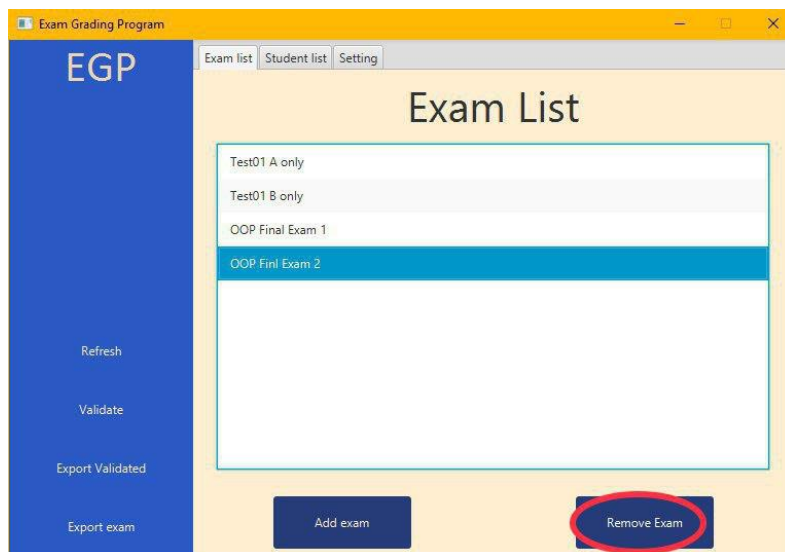 Exam Grading Program
EGP
Exam list Student list Setting
Exam List
Test01 A only
Test01 B only
OOP Final Exam 1
OOP Finl Exam 2
Refresh
Validate
Export Validated
Export exam
Add exam
Remove Exam